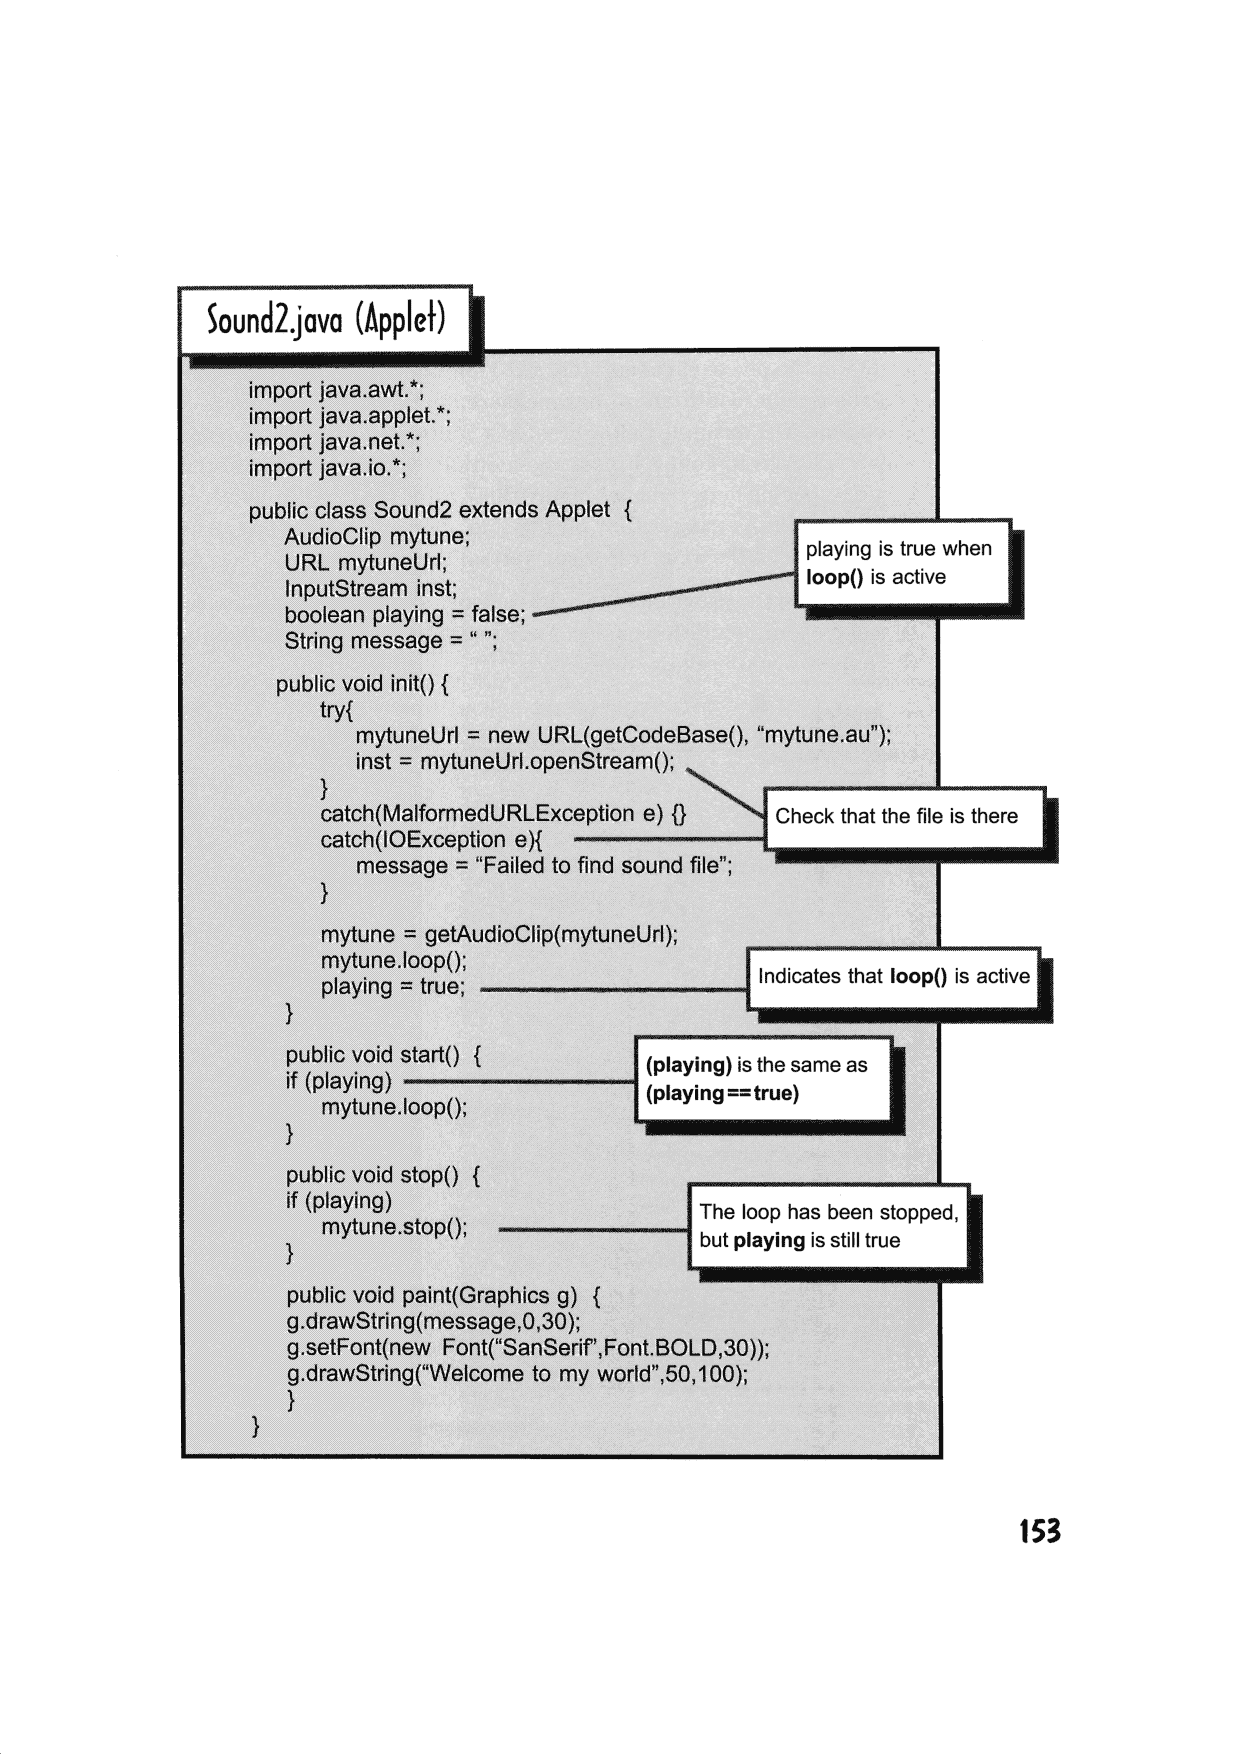 Sound2.java (Applet)
import java.awt.*;
import java.applet.*;
import java.net.*;
import java.io.*;
public class Sound2 extends Applet {
AudioClip mytune;
URL mytuneUrl;
InputStream inst;
boolean playing = false;
String message = “ ”;
playing is true when
loop() is active
public void init() {
try{
mytuneUrl = new URL(getCodeBase(), “mytune.au”);
inst = mytuneUrl.openStream();
}
catch(MalformedURLException e) {}
catch(IOException e){
message = “Failed to find sound file”;
}
Check that the file is there
mytune = getAudioClip(mytuneUrl);
mytune.loop();
playing = true;
}
Indicates that loop() is active
public void start() {
if (playing)
mytune.loop();
}
(playing) is the same as
(playing==true)
public void stop() {
if (playing)
mytune.stop();
}
The loop has been stopped,
but playing is still true
public void paint(Graphics g) {
g.drawString(message,0,30);
g.setFont(new Font(“SanSerif”,Font.BOLD,30));
g.drawString(“Welcome to my world”,50,100);
}
}
153